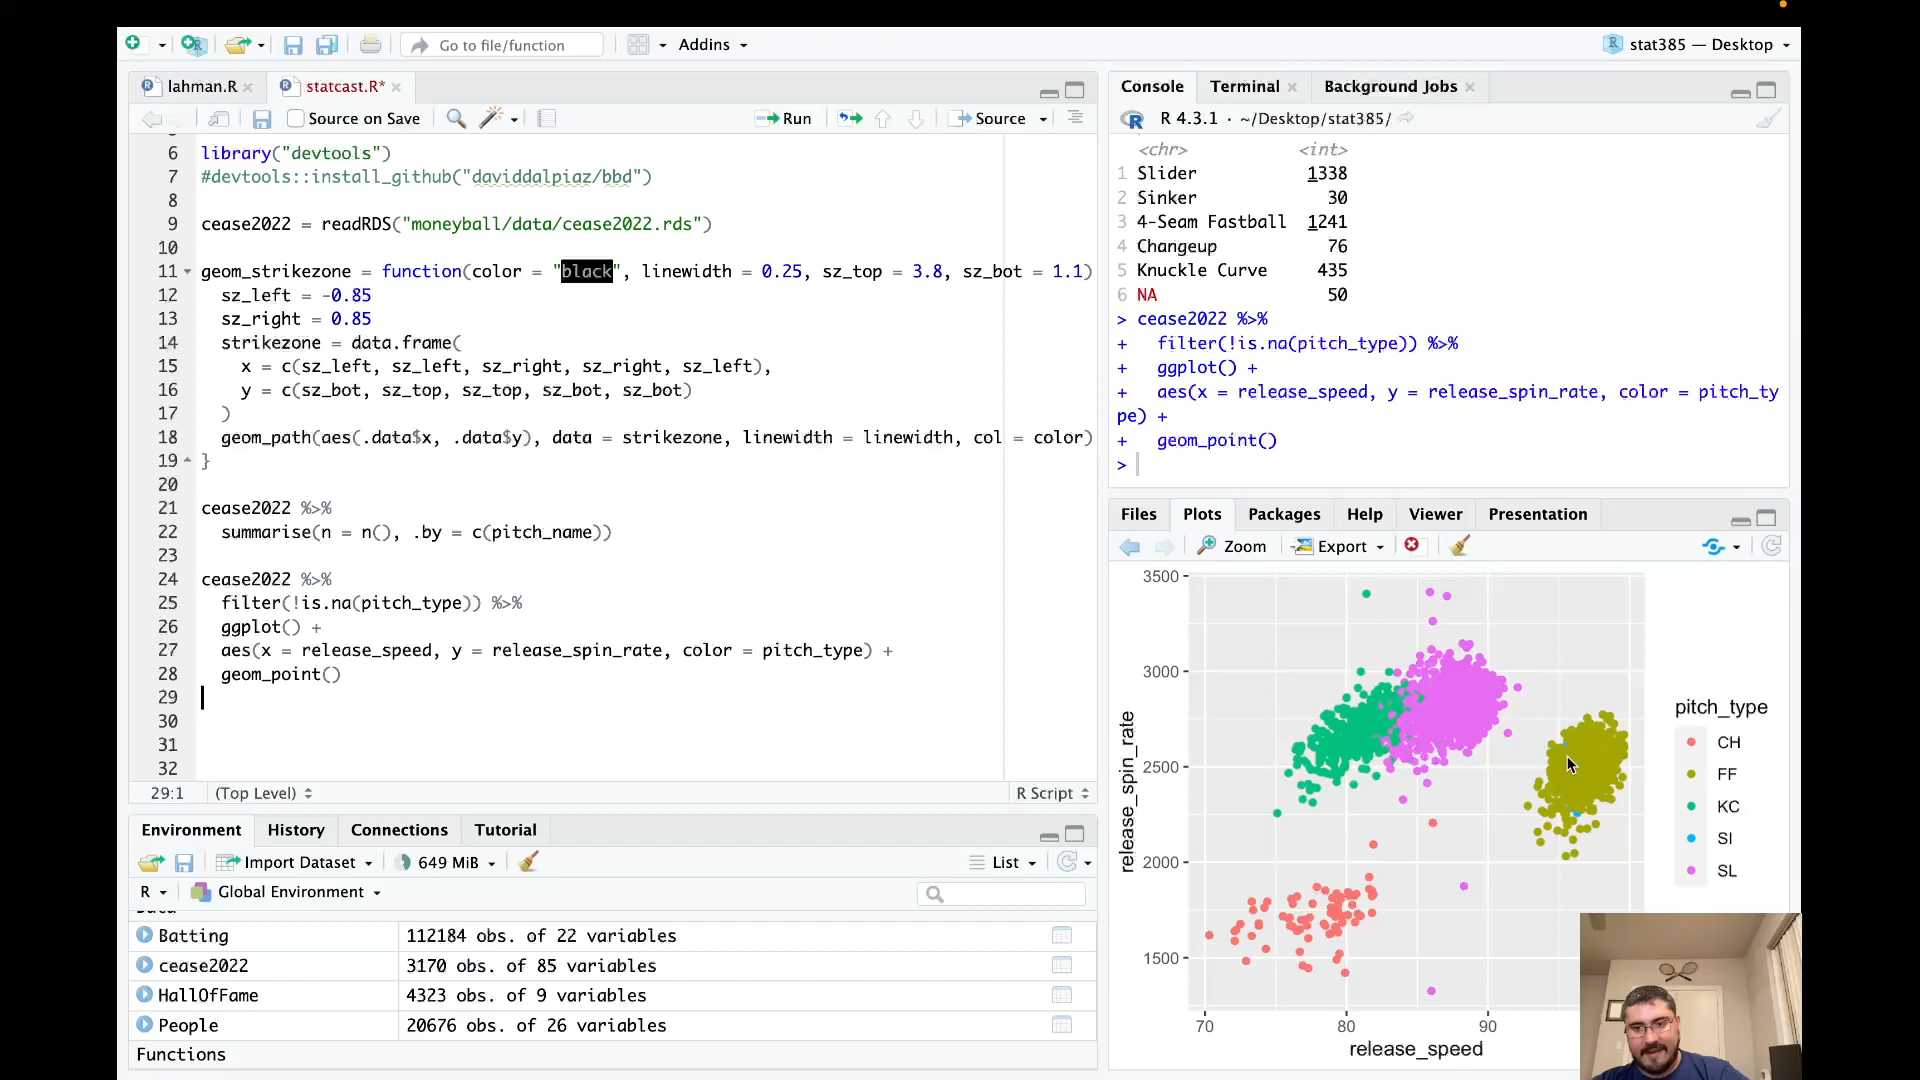 Go to file/function
Addins
stat385 — Desktop
lahman.R
statcast.R*
Source on Save
Run
Source
6 library("devtools")
7 #devtools::install_github("daviddalpiaz/bbd")
8
9 cease2022 = readRDS("moneyball/data/cease2022.rds")
10
11 geom_strikezone = function(color = "black", linewidth = 0.25, sz_top = 3.8, sz_bot = 1.1)
12 sz_left = -0.85
13 sz_right = 0.85
14 strikezone = data.frame(
15 x = c(sz_left, sz_left, sz_right, sz_right, sz_left),
16 y = c(sz_bot, sz_top, sz_top, sz_bot, sz_bot)
17 )
18 geom_path(aes(.data$x, .data$y), data = strikezone, linewidth = linewidth, col = color)
19 }
20
21 cease2022 %>%
22 summarise(n = n(), .by = c(pitch_name))
23
24 cease2022 %>%
25 filter(!is.na(pitch_type)) %>%
26 ggplot() +
27 aes(x = release_speed, y = release_spin_rate, color = pitch_type) +
28 geom_point()
29
30
31
32
29:1 (Top Level) R Script
Environment History Connections Tutorial
Import Dataset 649 MiB List
R Global Environment
Data
Batting 112184 obs. of 22 variables
cease2022 3170 obs. of 85 variables
HallOfFame 4323 obs. of 9 variables
People 20676 obs. of 26 variables
Functions
Console Terminal Background Jobs
R 4.3.1 · ~/Desktop/stat385/
<chr> <int>
1 Slider 1338
2 Sinker 30
3 4-Seam Fastball 1241
4 Changeup 76
5 Knuckle Curve 435
6 NA 50
> cease2022 %>%
+ filter(!is.na(pitch_type)) %>%
+ ggplot() +
+ aes(x = release_speed, y = release_spin_rate, color = pitch_ty
pe) +
+ geom_point()
>
Files Plots Packages Help Viewer Presentation
Zoom Export
3500
3000
2500
2000
1500
release_spin_rate
70 80 90
release_speed
pitch_type
CH
FF
KC
SI
SL